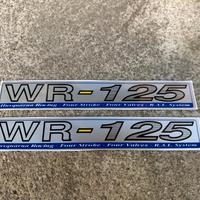 WR-125
Husqvarna Racing - Four Stroke - Four Valves - R.A.L. System
WR-125
Husqvarna Racing - Four Stroke - Four Valves - R.A.L. System